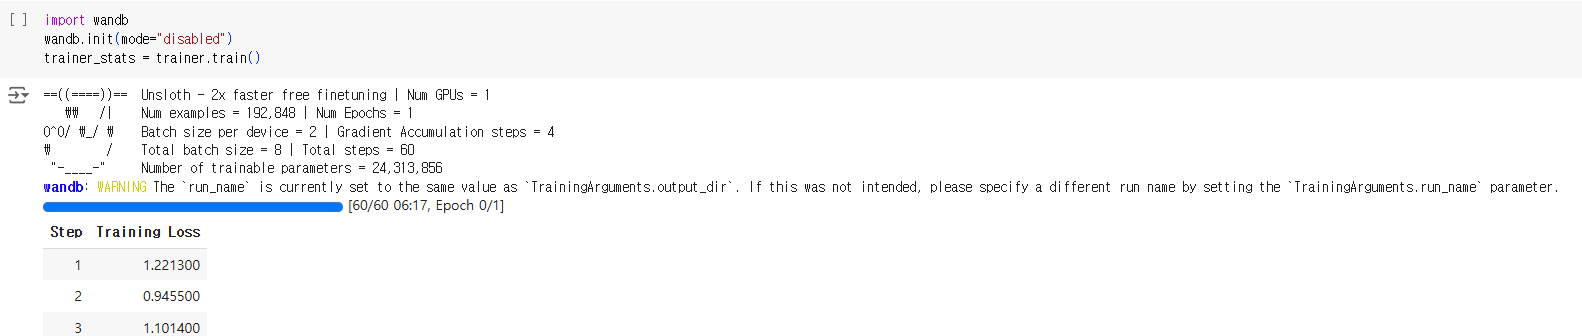 [ ] import wandb
wandb.init(mode="disabled")
trainer_stats = trainer.train()
==((====))== Unsloth - 2x faster free finetuning | Num GPUs = 1
₩₩ /| Num examples = 192,848 | Num Epochs = 1
O^O/ ₩_/ ₩ Batch size per device = 2 | Gradient Accumulation steps = 4
₩ / Total batch size = 8 | Total steps = 60
"-____-" Number of trainable parameters = 24,313,856
wandb: WARNING The `run_name` is currently set to the same value as `TrainingArguments.output_dir`. If this was not intended, please specify a different run name by setting the `TrainingArguments.run_name` parameter.
[60/60 06:17, Epoch 0/1]
Step Training Loss
1 1.221300
2 0.945500
3 1.101400